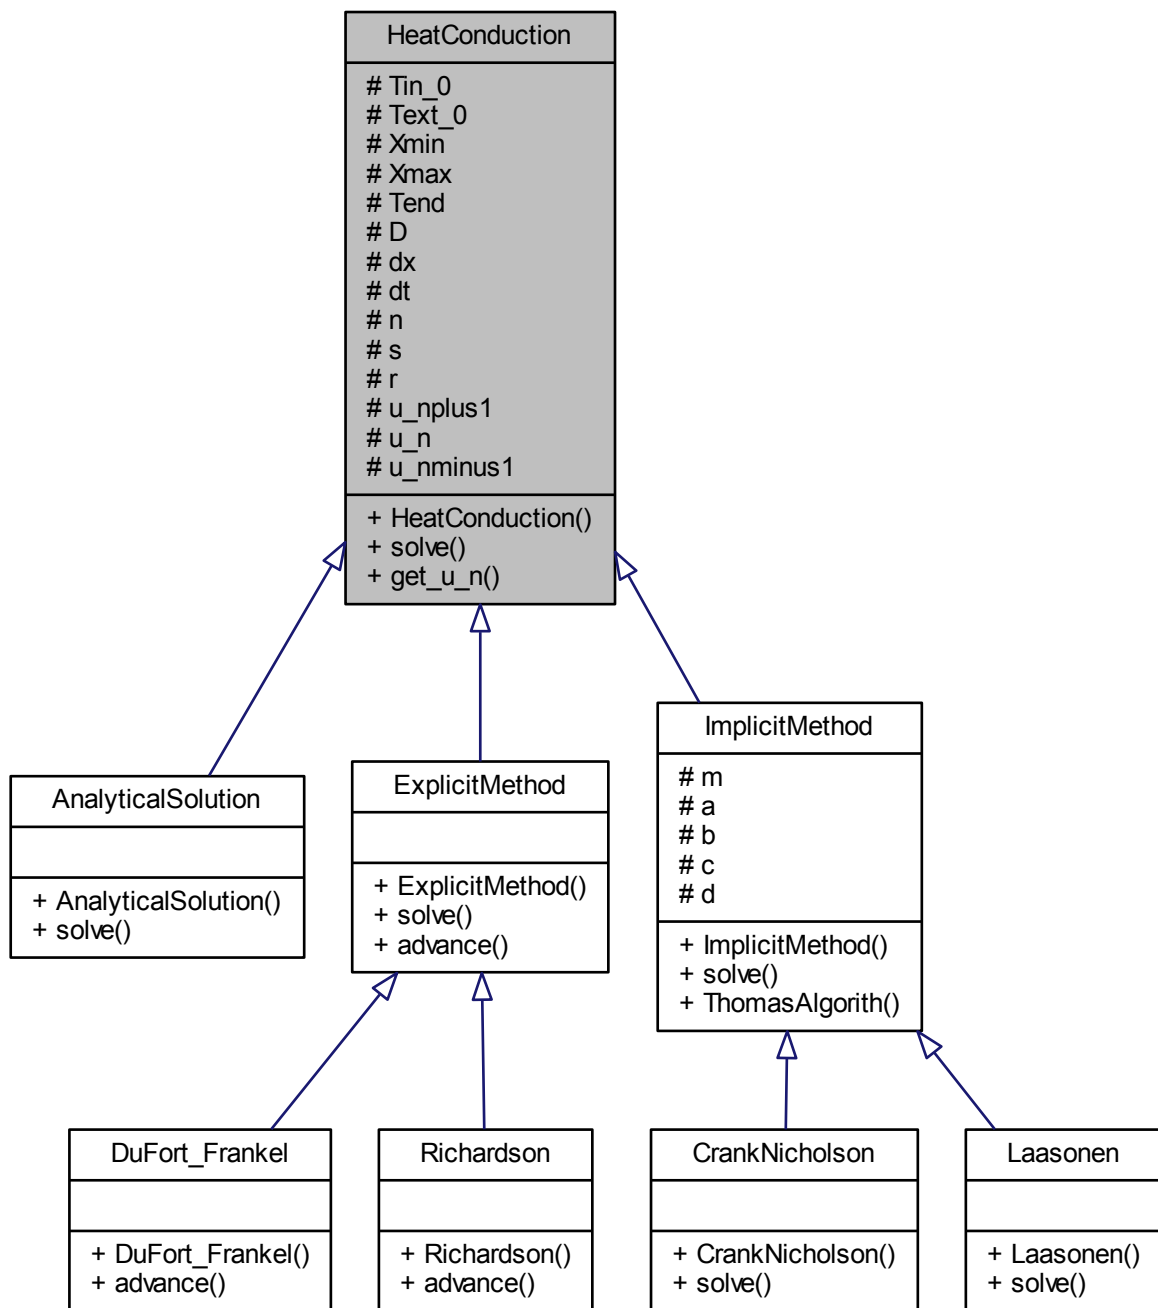 HeatConduction
# Tin_0
# Text_0
# Xmin
# Xmax
# Tend
# D
# dx
# dt
# n
# s
# r
# u_nplus1
# u_n
# u_nminus1
+ HeatConduction()
+ solve()
+ get_u_n()
AnalyticalSolution
+ AnalyticalSolution()
+ solve()
ExplicitMethod
+ ExplicitMethod()
+ solve()
+ advance()
ImplicitMethod
# m
# a
# b
# c
# d
+ ImplicitMethod()
+ solve()
+ ThomasAlgorith()
DuFort_Frankel
+ DuFort_Frankel()
+ advance()
Richardson
+ Richardson()
+ advance()
CrankNicholson
+ CrankNicholson()
+ solve()
Laasonen
+ Laasonen()
+ solve()